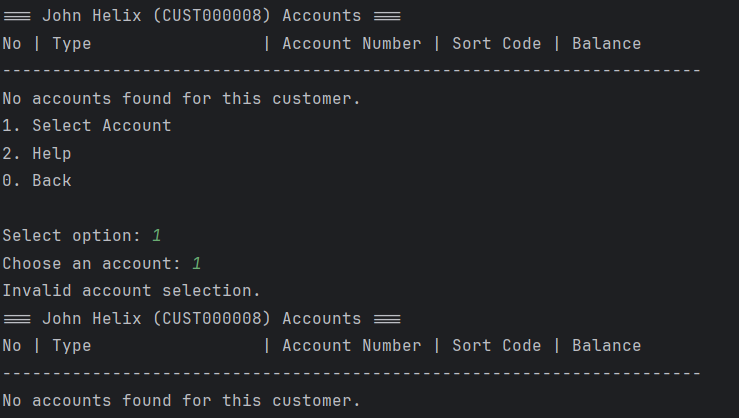 === John Helix (CUST000008) Accounts ===
No | Type                 | Account Number | Sort Code | Balance
----------------------------------------------------------------------
No accounts found for this customer.
1. Select Account
2. Help
0. Back
Select option: 1
Choose an account: 1
Invalid account selection.
=== John Helix (CUST000008) Accounts ===
No | Type                 | Account Number | Sort Code | Balance
----------------------------------------------------------------------
No accounts found for this customer.